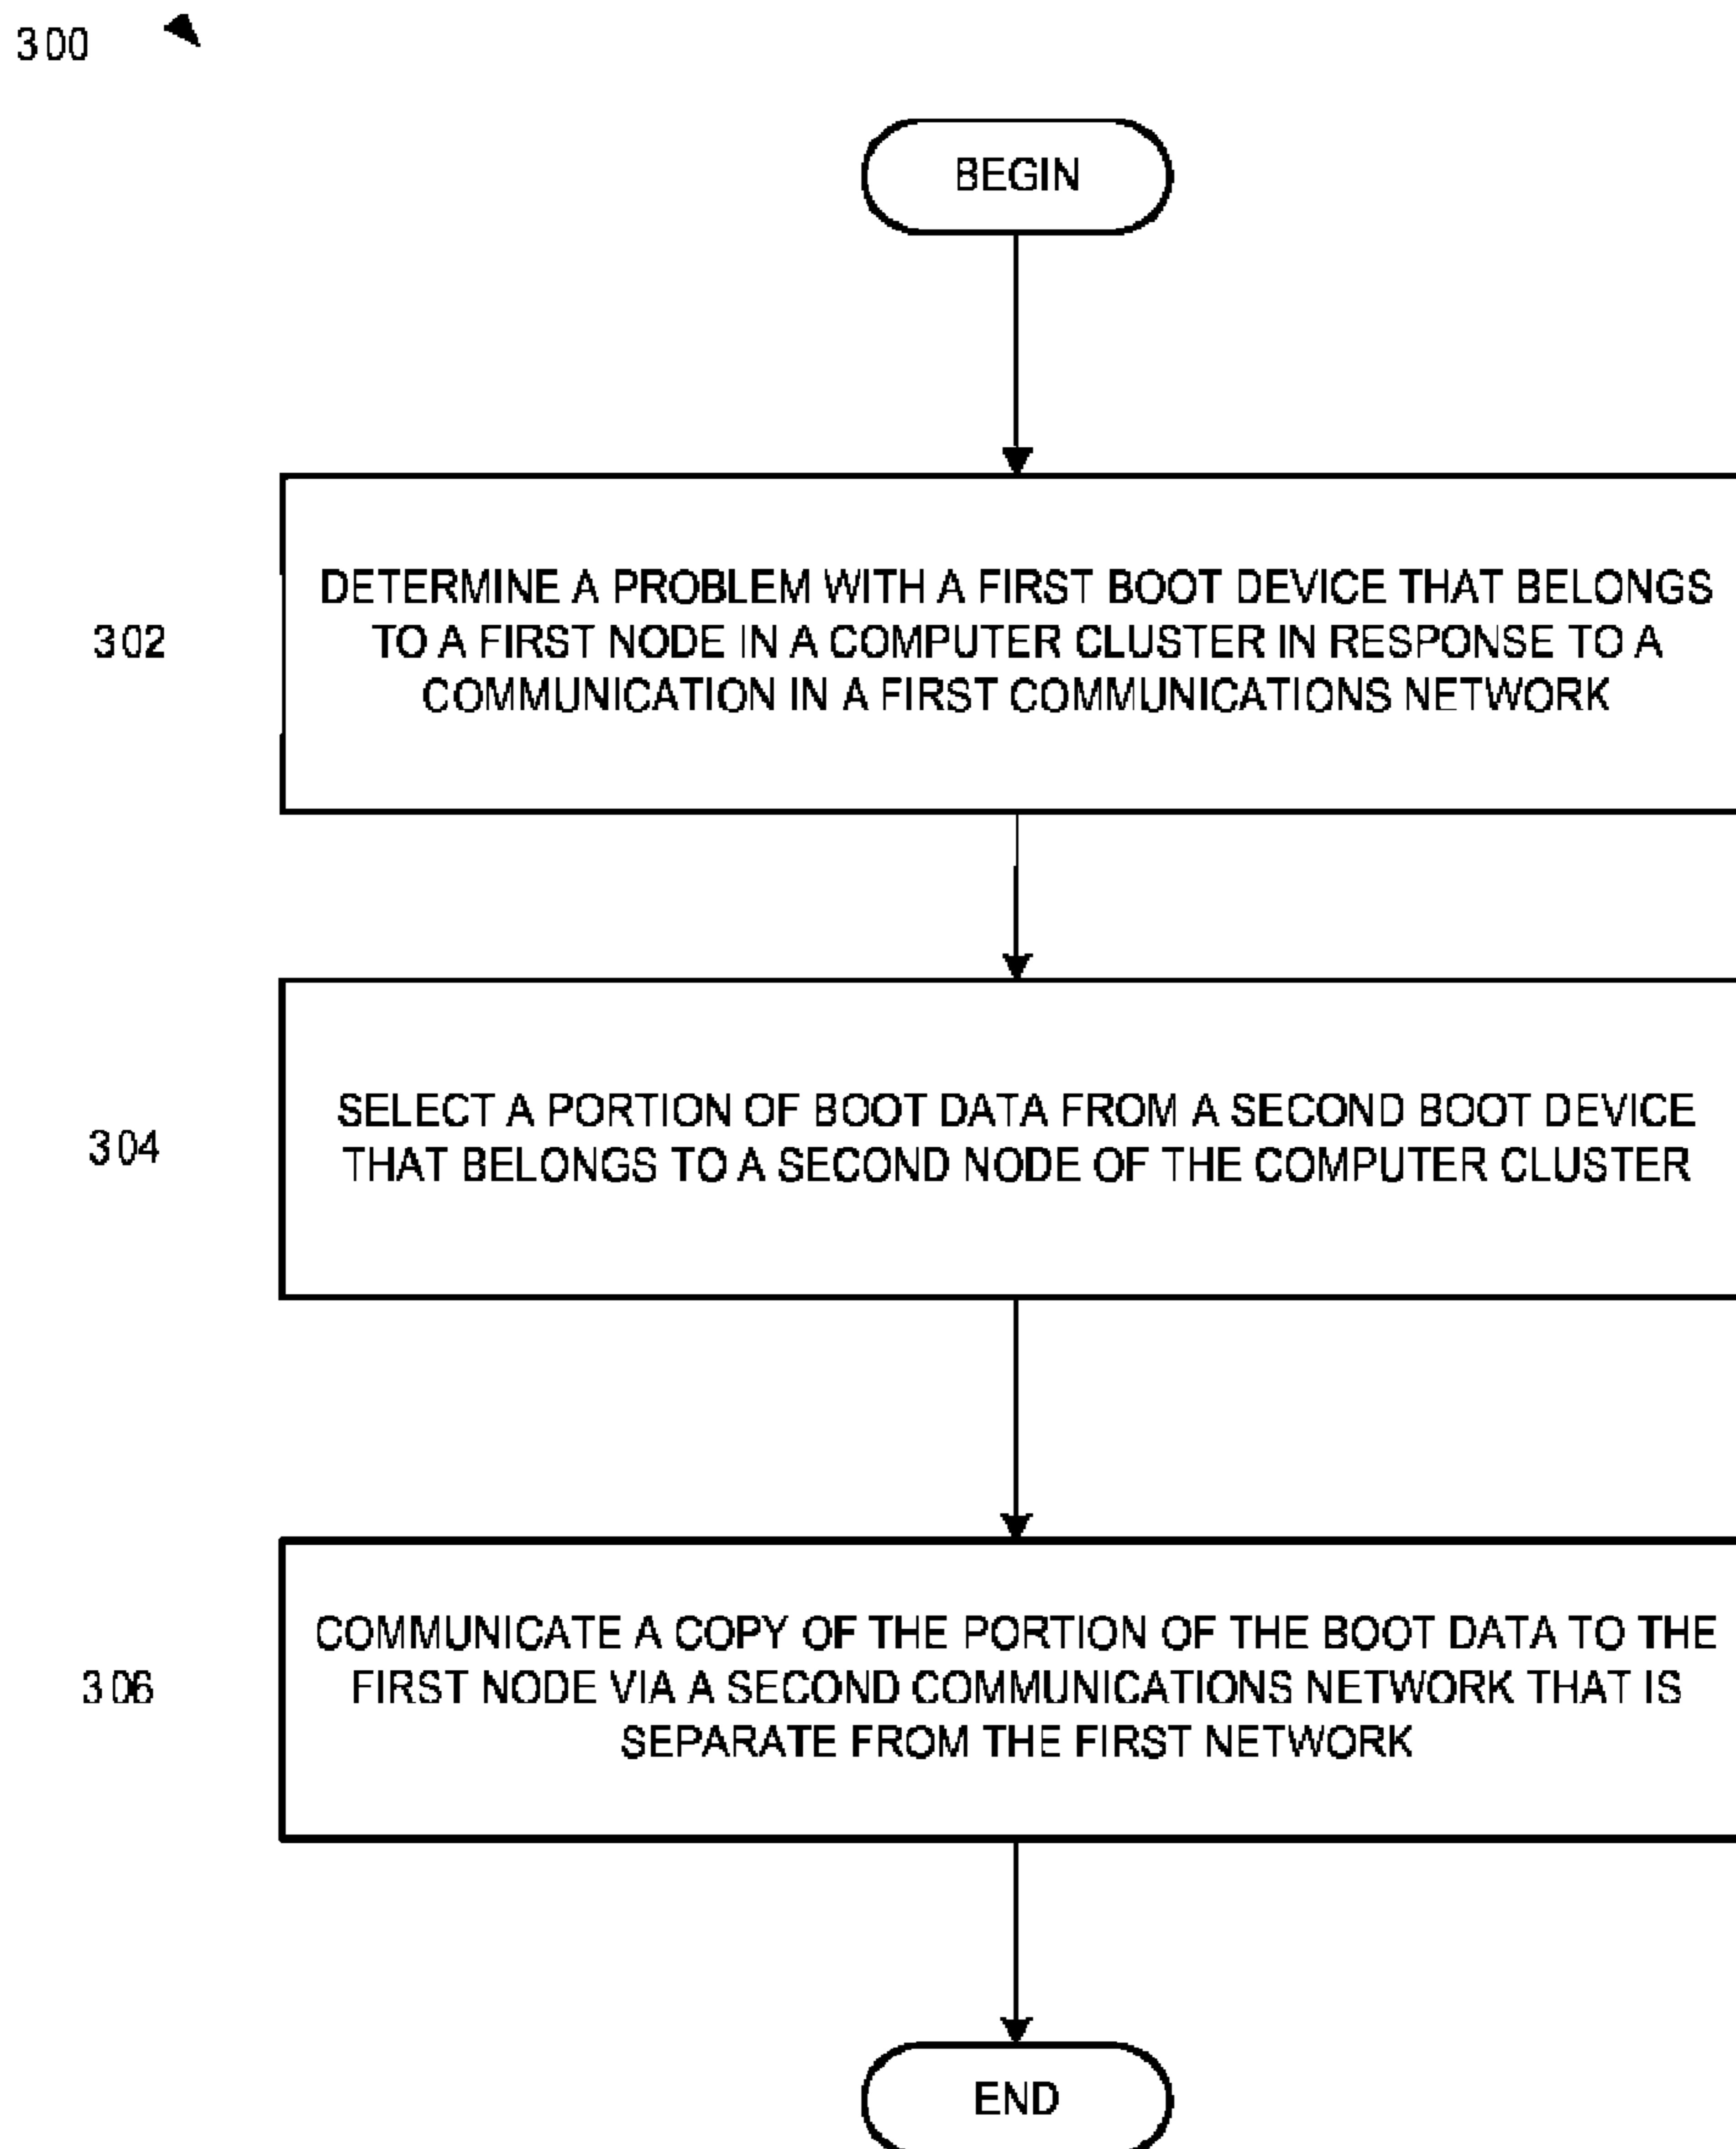 300
BEGIN
302
DETERMINE A PROBLEM WITH A FIRST BOOT DEVICE THAT BELONGS
TO A FIRST NODE IN A COMPUTER CLUSTER IN RESPONSE TO A
COMMUNICATION IN A FIRST COMMUNICATIONS NETWORK
304
SELECT A PORTION OF BOOT DATA FROM A SECOND BOOT DEVICE
THAT BELONGS TO A SECOND NODE OF THE COMPUTER CLUSTER
306
COMMUNICATE A COPY OF THE PORTION OF THE BOOT DATA TO THE
FIRST NODE VIA A SECOND COMMUNICATIONS NETWORK THAT IS
SEPARATE FROM THE FIRST NETWORK
END